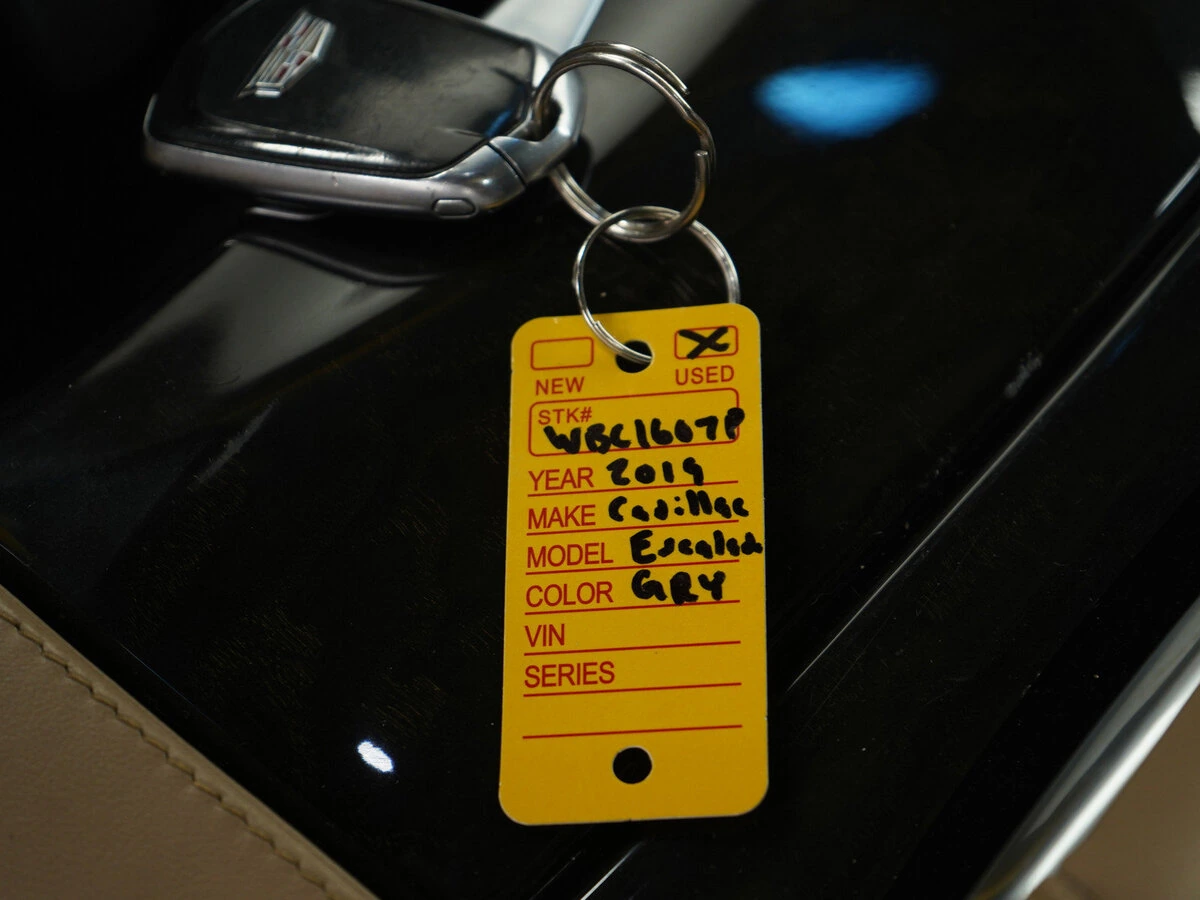 NEW USED
STK# WBC1607P
YEAR 2019
MAKE Cadillac
MODEL Escalade
COLOR GRY
VIN
SERIES